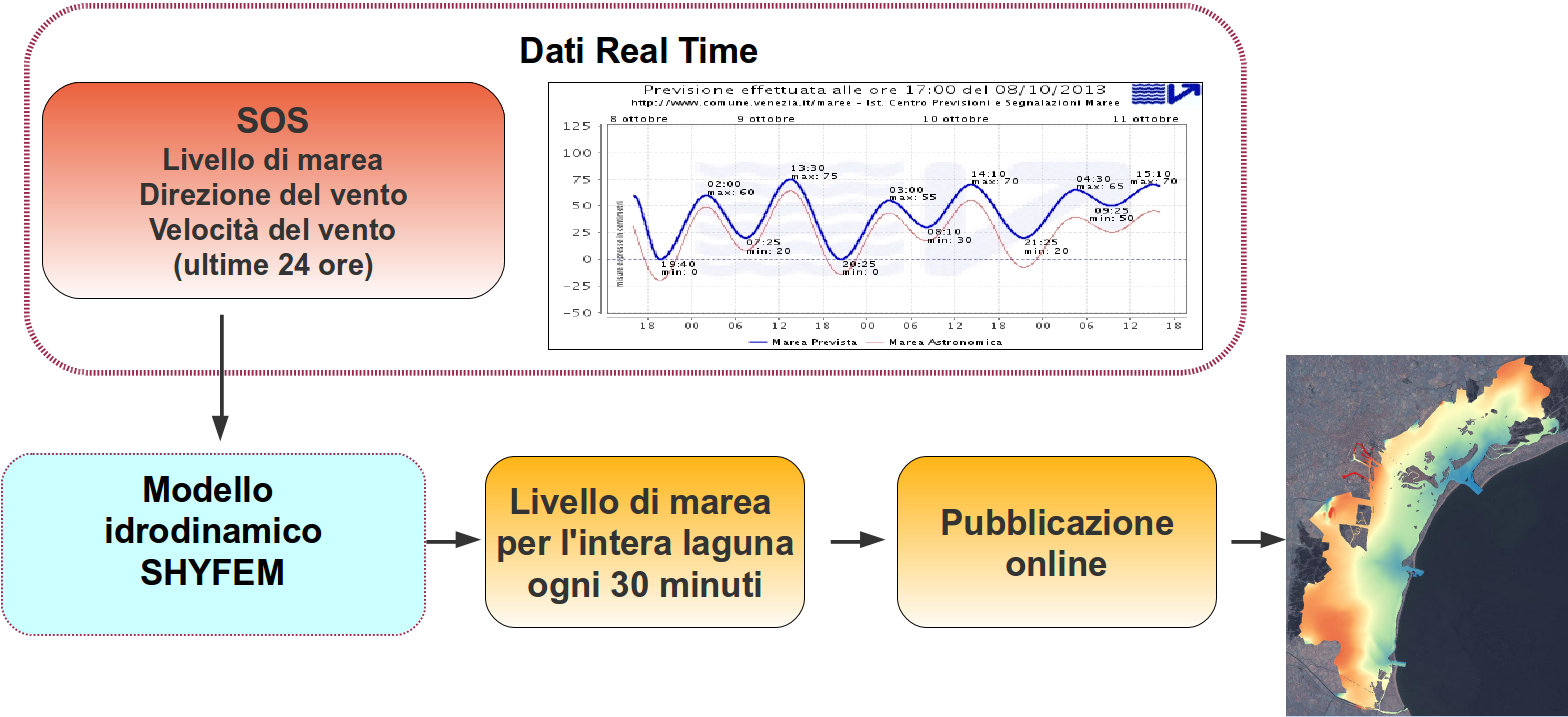 Dati Real Time
SOS
Livello di marea
Direzione del vento
Velocità del vento
(ultime 24 ore)
Previsione effettuata alle ore 17:00 del 08/10/2013
http://www.comune.venezia.it/maree - Ist. Centro Previsioni e Segnalazioni Maree
8 ottobre 9 ottobre 10 ottobre 11 ottobre
125
100
75
50
25
0
-25
-50
misure espresse in centimetri
19:40
min: 0
02:00
max: 60
07:25
min: 20
13:30
max: 75
20:25
min: 0
03:00
max: 55
08:10
min: 30
14:10
max: 70
21:25
min: 20
04:30
max: 65
09:25
min: 50
15:10
max: 70
18 00 06 12 18 00 06 12 18 00 06 12 18
Marea Prevista Marea Astronomica
Modello
idrodinamico
SHYFEM
Livello di marea
per l'intera laguna
ogni 30 minuti
Pubblicazione
online